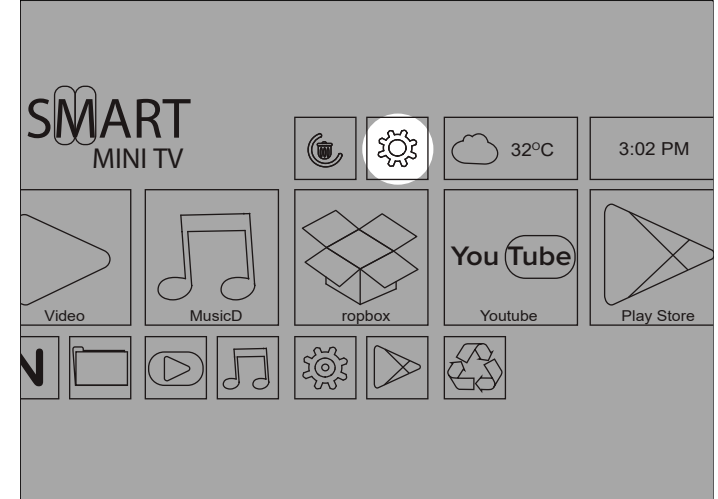 SMART
MINI TV
32°C
3:02 PM
Video
MusicD
ropbox
You Tube
Youtube
Play Store
N